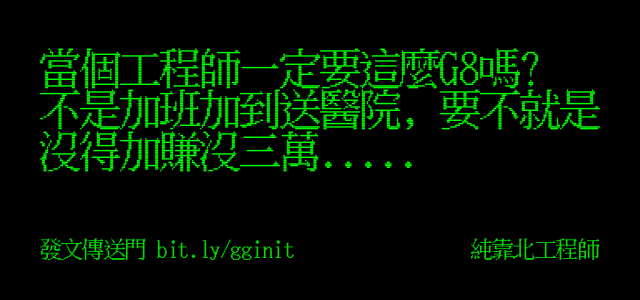 當個工程師一定要這麼G8嗎?
不是加班加到送醫院, 要不就是
沒得加賺沒三萬.....
發文傳送門 bit.ly/gginit
純靠北工程師